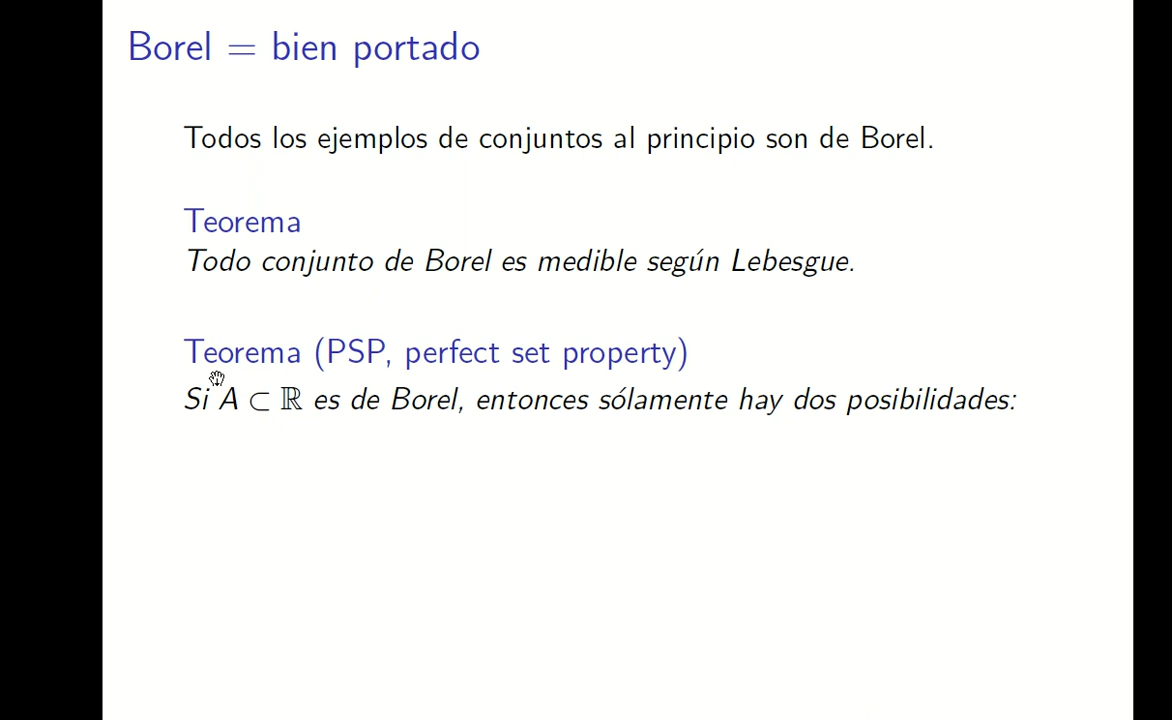 Borel = bien portado
Todos los ejemplos de conjuntos al principio son de Borel.
Teorema
Todo conjunto de Borel es medible según Lebesgue.
Teorema (PSP, perfect set property)
Si A ⊂ ℝ es de Borel, entonces sólamente hay dos posibilidades: